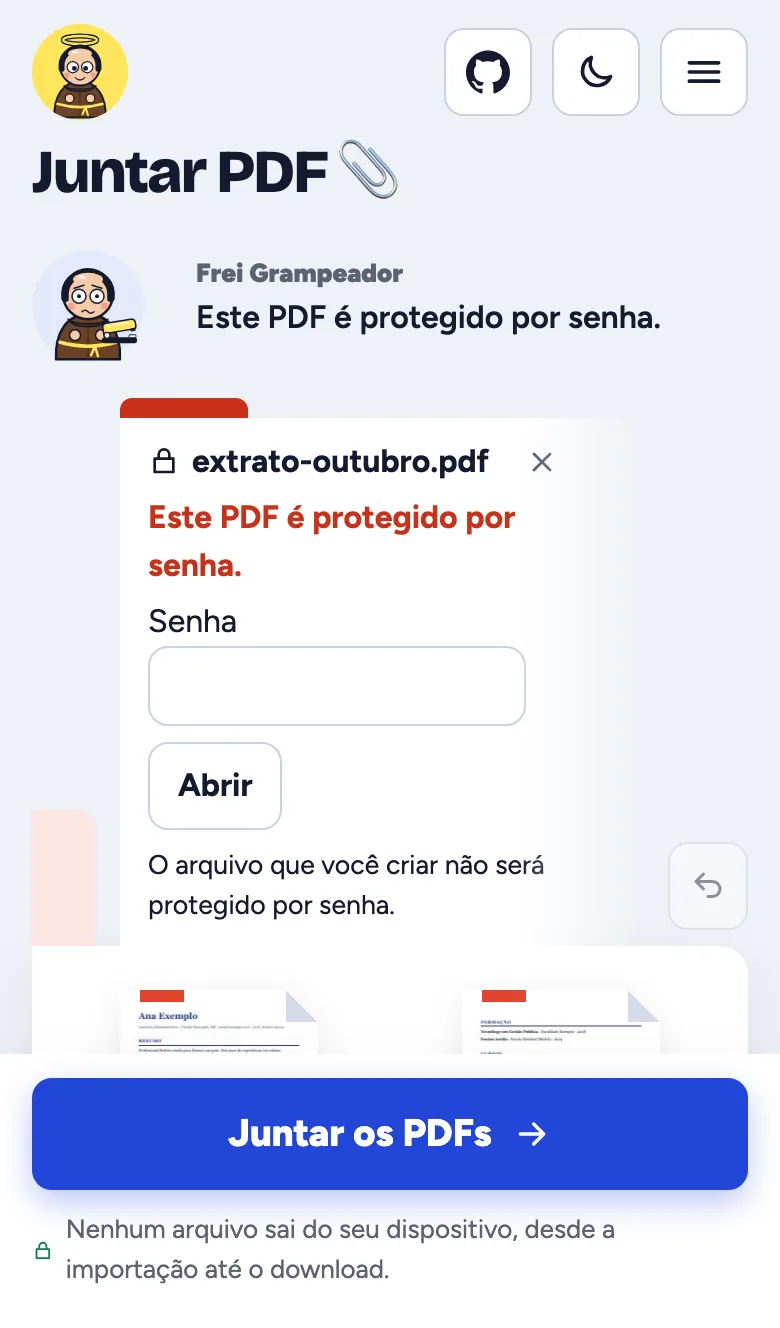 Juntar PDF
Frei Grampeador
Este PDF é protegido por senha.
extrato-outubro.pdf
Este PDF é protegido por
senha.
Senha
Abrir
O arquivo que você criar não será
protegido por senha.
Ana Exemplo
RESUMO
FORMAÇÃO
Juntar os PDFs
Nenhum arquivo sai do seu dispositivo, desde a
importação até o download.